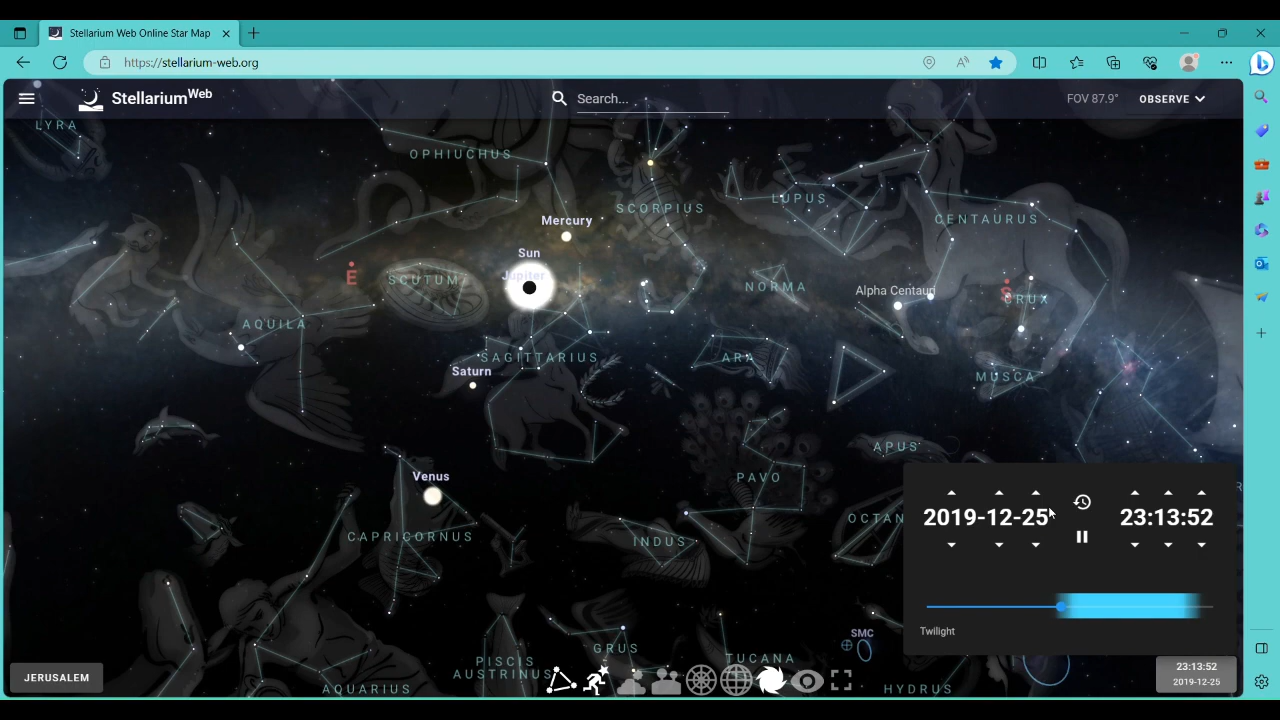 Stellarium Web Online Star Map
https://stellarium-web.org
StellariumWeb
Search...
FOV 87.9°
OBSERVE
LYRA
OPHIUCHUS
SCORPIUS
LUPUS
CENTAURUS
Mercury
Sun
Jupiter
E
SCUTUM
NORMA
Alpha Centauri
S
CRUX
AQUILA
SAGITTARIUS
ARA
Saturn
MUSCA
APUS
Venus
PAVO
OCTAN
CAPRICORNUS
INDUS
2019-12-25
23:13:52
Twilight
SMC
GRUS
TUCANA
PISCIS
AUSTRINUS
AQUARIUS
HYDRUS
JERUSALEM
23:13:52
2019-12-25